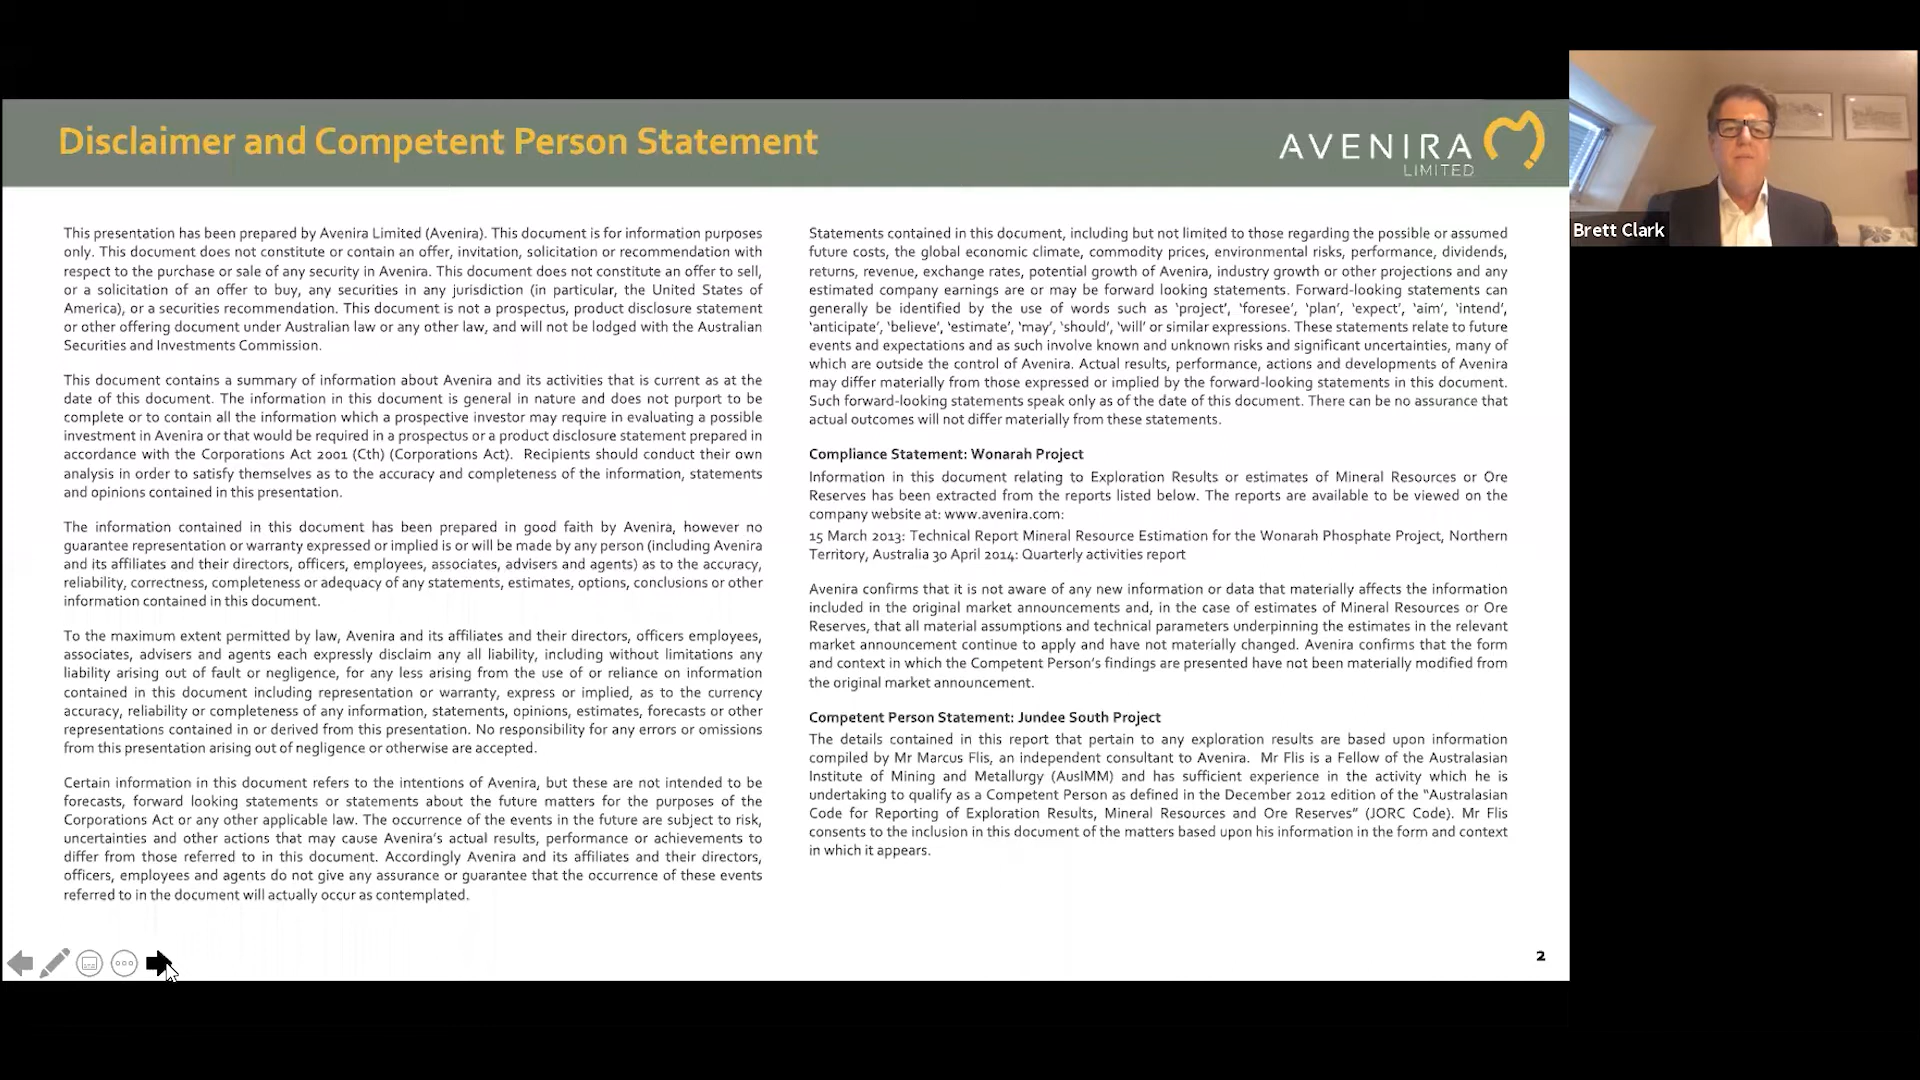 Disclaimer and Competent Person Statement
AVENIRA
LIMITED
This presentation has been prepared by Avenira Limited (Avenira). This document is for information purposes
only. This document does not constitute or contain an offer, invitation, solicitation or recommendation with
respect to the purchase or sale of any security in Avenira. This document does not constitute an offer to sell,
or a solicitation of an offer to buy, any securities in any jurisdiction (in particular, the United States of
America), or a securities recommendation. This document is not a prospectus, product disclosure statement
or other offering document under Australian law or any other law, and will not be lodged with the Australian
Securities and Investments Commission.
This document contains a summary of information about Avenira and its activities that is current as at the
date of this document. The information in this document is general in nature and does not purport to be
complete or to contain all the information which a prospective investor may require in evaluating a possible
investment in Avenira or that would be required in a prospectus or a product disclosure statement prepared in
accordance with the Corporations Act 2001 (Cth) (Corporations Act). Recipients should conduct their own
analysis in order to satisfy themselves as to the accuracy and completeness of the information, statements
and opinions contained in this presentation.
The information contained in this document has been prepared in good faith by Avenira, however no
guarantee representation or warranty expressed or implied is or will be made by any person (including Avenira
and its affiliates and their directors, officers, employees, associates, advisers and agents) as to the accuracy,
reliability, correctness, completeness or adequacy of any statements, estimates, options, conclusions or other
information contained in this document.
To the maximum extent permitted by law, Avenira and its affiliates and their directors, officers employees,
associates, advisers and agents each expressly disclaim any all liability, including without limitations any
liability arising out of fault or negligence, for any less arising from the use of or reliance on information
contained in this document including representation or warranty, express or implied, as to the currency
accuracy, reliability or completeness of any information, statements, opinions, estimates, forecasts or other
representations contained in or derived from this presentation. No responsibility for any errors or omissions
from this presentation arising out of negligence or otherwise are accepted.
Certain information in this document refers to the intentions of Avenira, but these are not intended to be
forecasts, forward looking statements or statements about the future matters for the purposes of the
Corporations Act or any other applicable law. The occurrence of the events in the future are subject to risk,
uncertainties and other actions that may cause Avenira's actual results, performance or achievements to
differ from those referred to in this document. Accordingly Avenira and its affiliates and their directors,
officers, employees and agents do not give any assurance or guarantee that the occurrence of these events
referred to in the document will actually occur as contemplated.
Statements contained in this document, including but not limited to those regarding the possible or assumed
future costs, the global economic climate, commodity prices, environmental risks, performance, dividends,
returns, revenue, exchange rates, potential growth of Avenira, industry growth or other projections and any
estimated company earnings are or may be forward looking statements. Forward-looking statements can
generally be identified by the use of words such as ‘project’, ‘foresee’, ‘plan’, ‘expect’, ‘aim’, ‘intend’,
‘anticipate’, ‘believe’, ‘estimate’, ‘may’, ‘should’, ‘will’ or similar expressions. These statements relate to future
events and expectations and as such involve known and unknown risks and significant uncertainties, many of
which are outside the control of Avenira. Actual results, performance, actions and developments of Avenira
may differ materially from those expressed or implied by the forward-looking statements in this document.
Such forward-looking statements speak only as of the date of this document. There can be no assurance that
actual outcomes will not differ materially from these statements.
Compliance Statement: Wonarah Project
Information in this document relating to Exploration Results or estimates of Mineral Resources or Ore
Reserves has been extracted from the reports listed below. The reports are available to be viewed on the
company website at: www.avenira.com:
15 March 2013: Technical Report Mineral Resource Estimation for the Wonarah Phosphate Project, Northern
Territory, Australia 30 April 2014: Quarterly activities report
Avenira confirms that it is not aware of any new information or data that materially affects the information
included in the original market announcements and, in the case of estimates of Mineral Resources or Ore
Reserves, that all material assumptions and technical parameters underpinning the estimates in the relevant
market announcement continue to apply and have not materially changed. Avenira confirms that the form
and context in which the Competent Person's findings are presented have not been materially modified from
the original market announcement.
Competent Person Statement: Jundee South Project
The details contained in this report that pertain to any exploration results are based upon information
compiled by Mr Marcus Flis, an independent consultant to Avenira. Mr Flis is a Fellow of the Australasian
Institute of Mining and Metallurgy (AusIMM) and has sufficient experience in the activity which he is
undertaking to qualify as a Competent Person as defined in the December 2012 edition of the “Australasian
Code for Reporting of Exploration Results, Mineral Resources and Ore Reserves” (JORC Code). Mr Flis
consents to the inclusion in this document of the matters based upon his information in the form and context
in which it appears.
2
Brett Clark